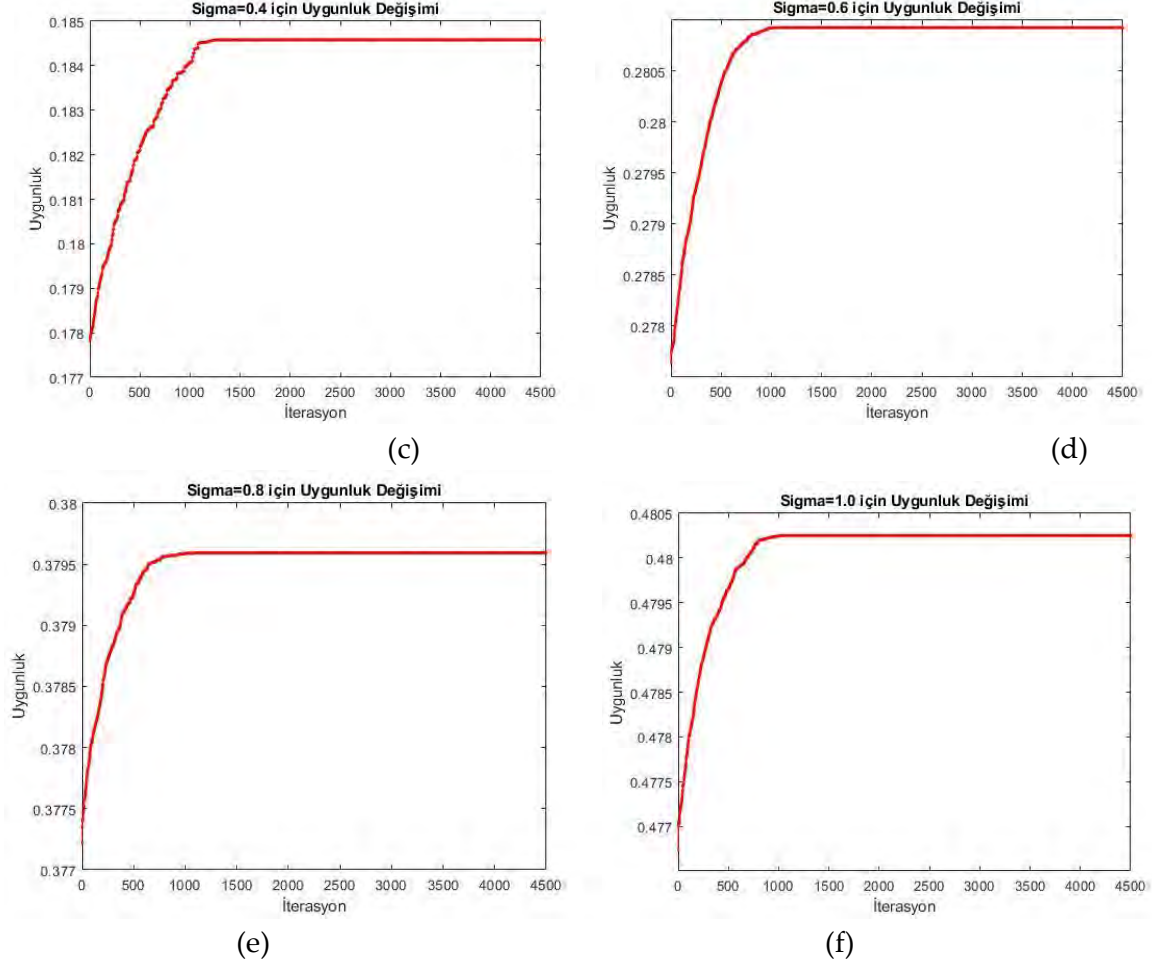 Sigma=0.4 için Uygunluk Değişimi
0.185
0.184
0.183
0.182
0.181
0.18
0.179
0.178
0.177
Uygunluk
0 500 1000 1500 2000 2500 3000 3500 4000 4500
İterasyon
(c)
Sigma=0.6 için Uygunluk Değişimi
0.2805
0.28
0.2795
0.279
0.2785
0.278
Uygunluk
0 500 1000 1500 2000 2500 3000 3500 4000 4500
İterasyon
(d)
Sigma=0.8 için Uygunluk Değişimi
0.38
0.3795
0.379
0.3785
0.378
0.3775
0.377
Uygunluk
0 500 1000 1500 2000 2500 3000 3500 4000 4500
İterasyon
(e)
Sigma=1.0 için Uygunluk Değişimi
0.4805
0.48
0.4795
0.479
0.4785
0.478
0.4775
0.477
Uygunluk
0 500 1000 1500 2000 2500 3000 3500 4000 4500
İterasyon
(f)